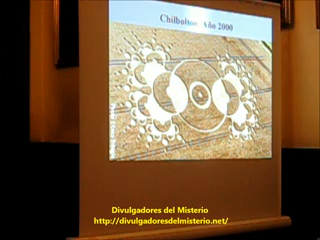 Chilbolton Año 2000
Divulgadores del Misterio
http://divulgadoresdelmisterio.net/